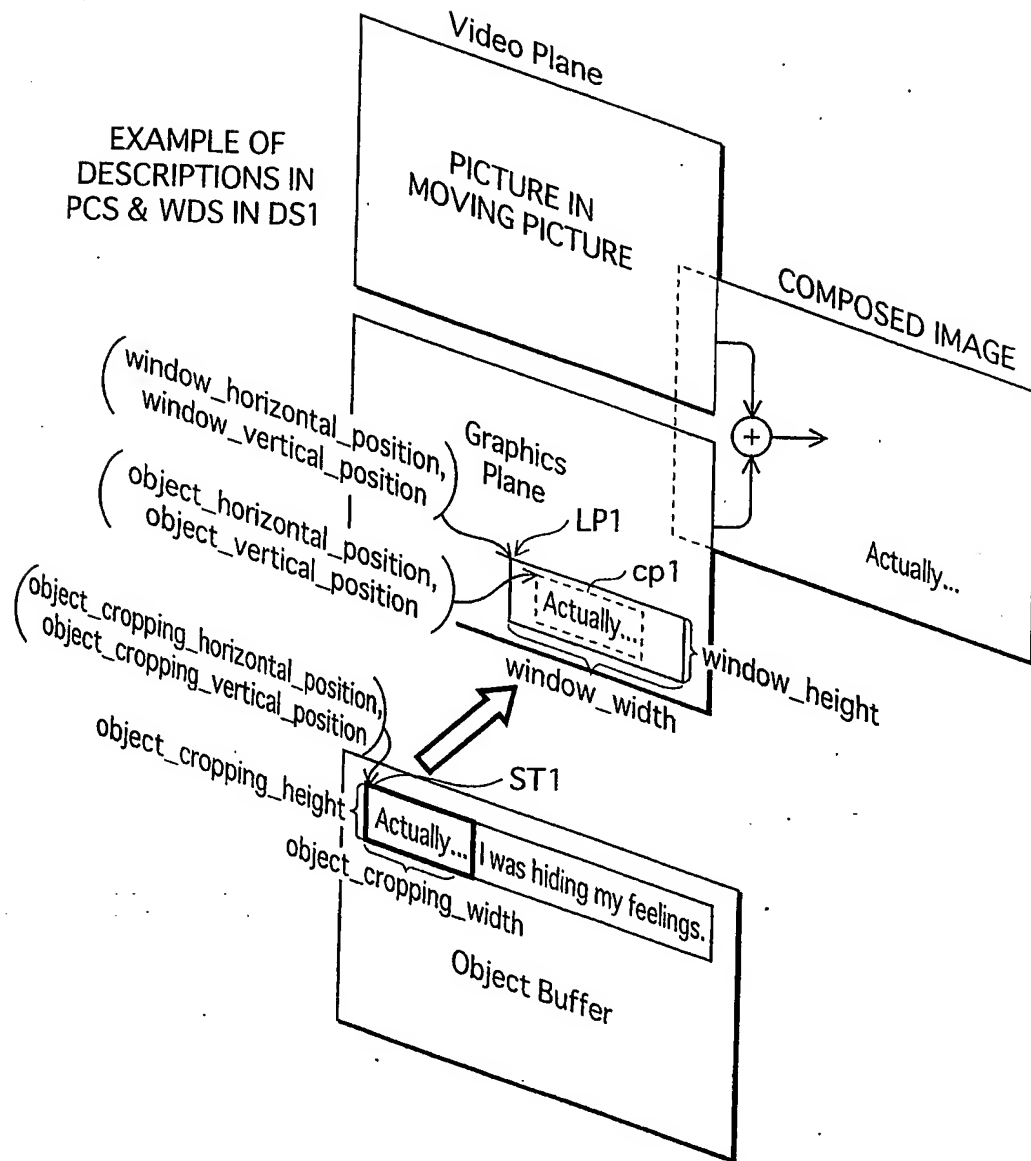 Video Plane
EXAMPLE OF
DESCRIPTIONS IN
PCS & WDS IN DS1
PICTURE IN
MOVING PICTURE
COMPOSED IMAGE
(window_horizontal_position,
window_vertical_position)
Graphics
Plane
+
(object_horizontal_position,
object_vertical_position)
LP1
cp1
Actually...
Actually...
window_width
window_height
(object_cropping_horizontal_position,
object_cropping_vertical_position)
object_cropping_height
ST1
Actually...
I was hiding my feelings.
object_cropping_width
Object Buffer